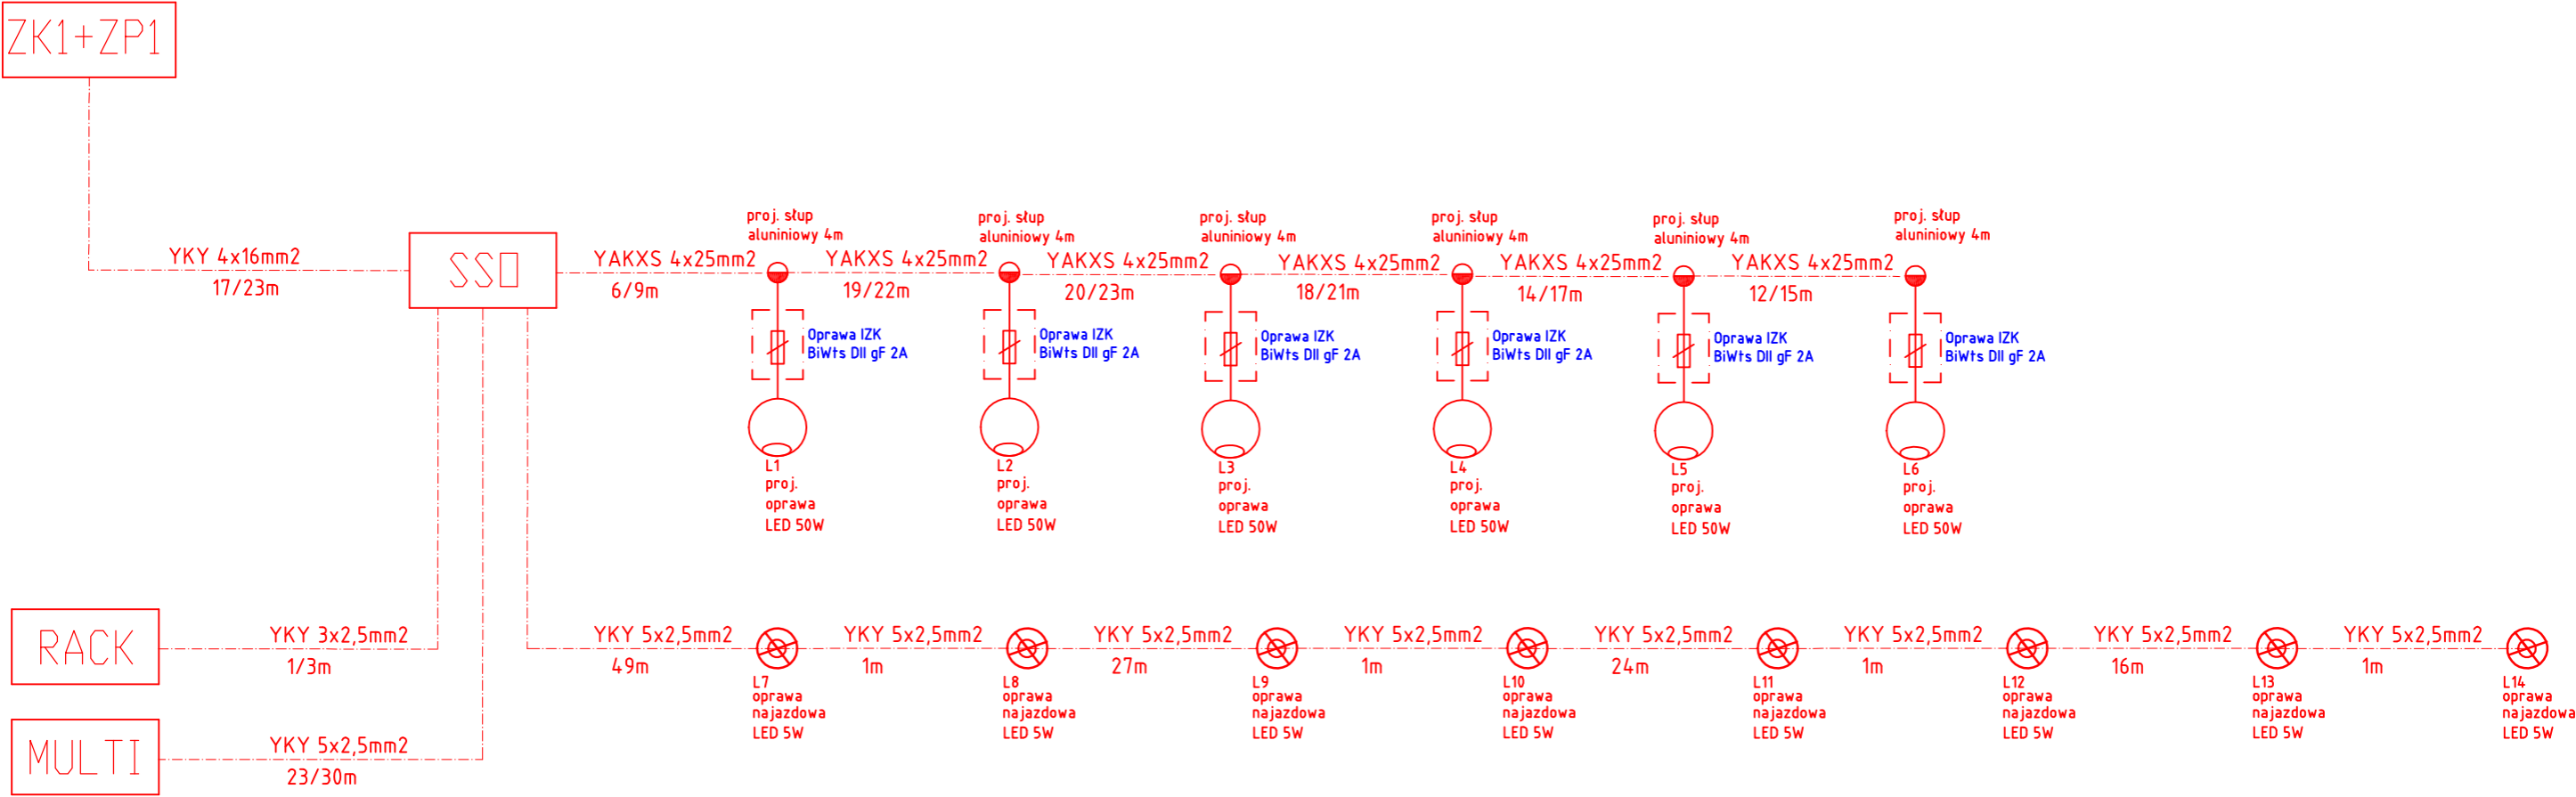 ZK1+ZP1
YKY 4x16mm2
17/23m
SSO
YAKXS 4x25mm2
6/9m
proj. słup
aluniniowy 4m
YAKXS 4x25mm2
19/22m
proj. słup
aluniniowy 4m
YAKXS 4x25mm2
20/23m
proj. słup
aluniniowy 4m
YAKXS 4x25mm2
18/21m
proj. słup
aluniniowy 4m
YAKXS 4x25mm2
14/17m
proj. słup
aluniniowy 4m
YAKXS 4x25mm2
12/15m
proj. słup
aluniniowy 4m
Oprawa IZK
BiWts DII gF 2A
Oprawa IZK
BiWts DII gF 2A
Oprawa IZK
BiWts DII gF 2A
Oprawa IZK
BiWts DII gF 2A
Oprawa IZK
BiWts DII gF 2A
Oprawa IZK
BiWts DII gF 2A
L1
proj.
oprawa
LED 50W
L2
proj.
oprawa
LED 50W
L3
proj.
oprawa
LED 50W
L4
proj.
oprawa
LED 50W
L5
proj.
oprawa
LED 50W
L6
proj.
oprawa
LED 50W
RACK
YKY 3x2,5mm2
1/3m
YKY 5x2,5mm2
49m
YKY 5x2,5mm2
1m
YKY 5x2,5mm2
27m
YKY 5x2,5mm2
1m
YKY 5x2,5mm2
24m
YKY 5x2,5mm2
1m
YKY 5x2,5mm2
16m
YKY 5x2,5mm2
1m
L7
oprawa
najazdowa
LED 5W
L8
oprawa
najazdowa
LED 5W
L9
oprawa
najazdowa
LED 5W
L10
oprawa
najazdowa
LED 5W
L11
oprawa
najazdowa
LED 5W
L12
oprawa
najazdowa
LED 5W
L13
oprawa
najazdowa
LED 5W
L14
oprawa
najazdowa
LED 5W
MULTI
YKY 5x2,5mm2
23/30m